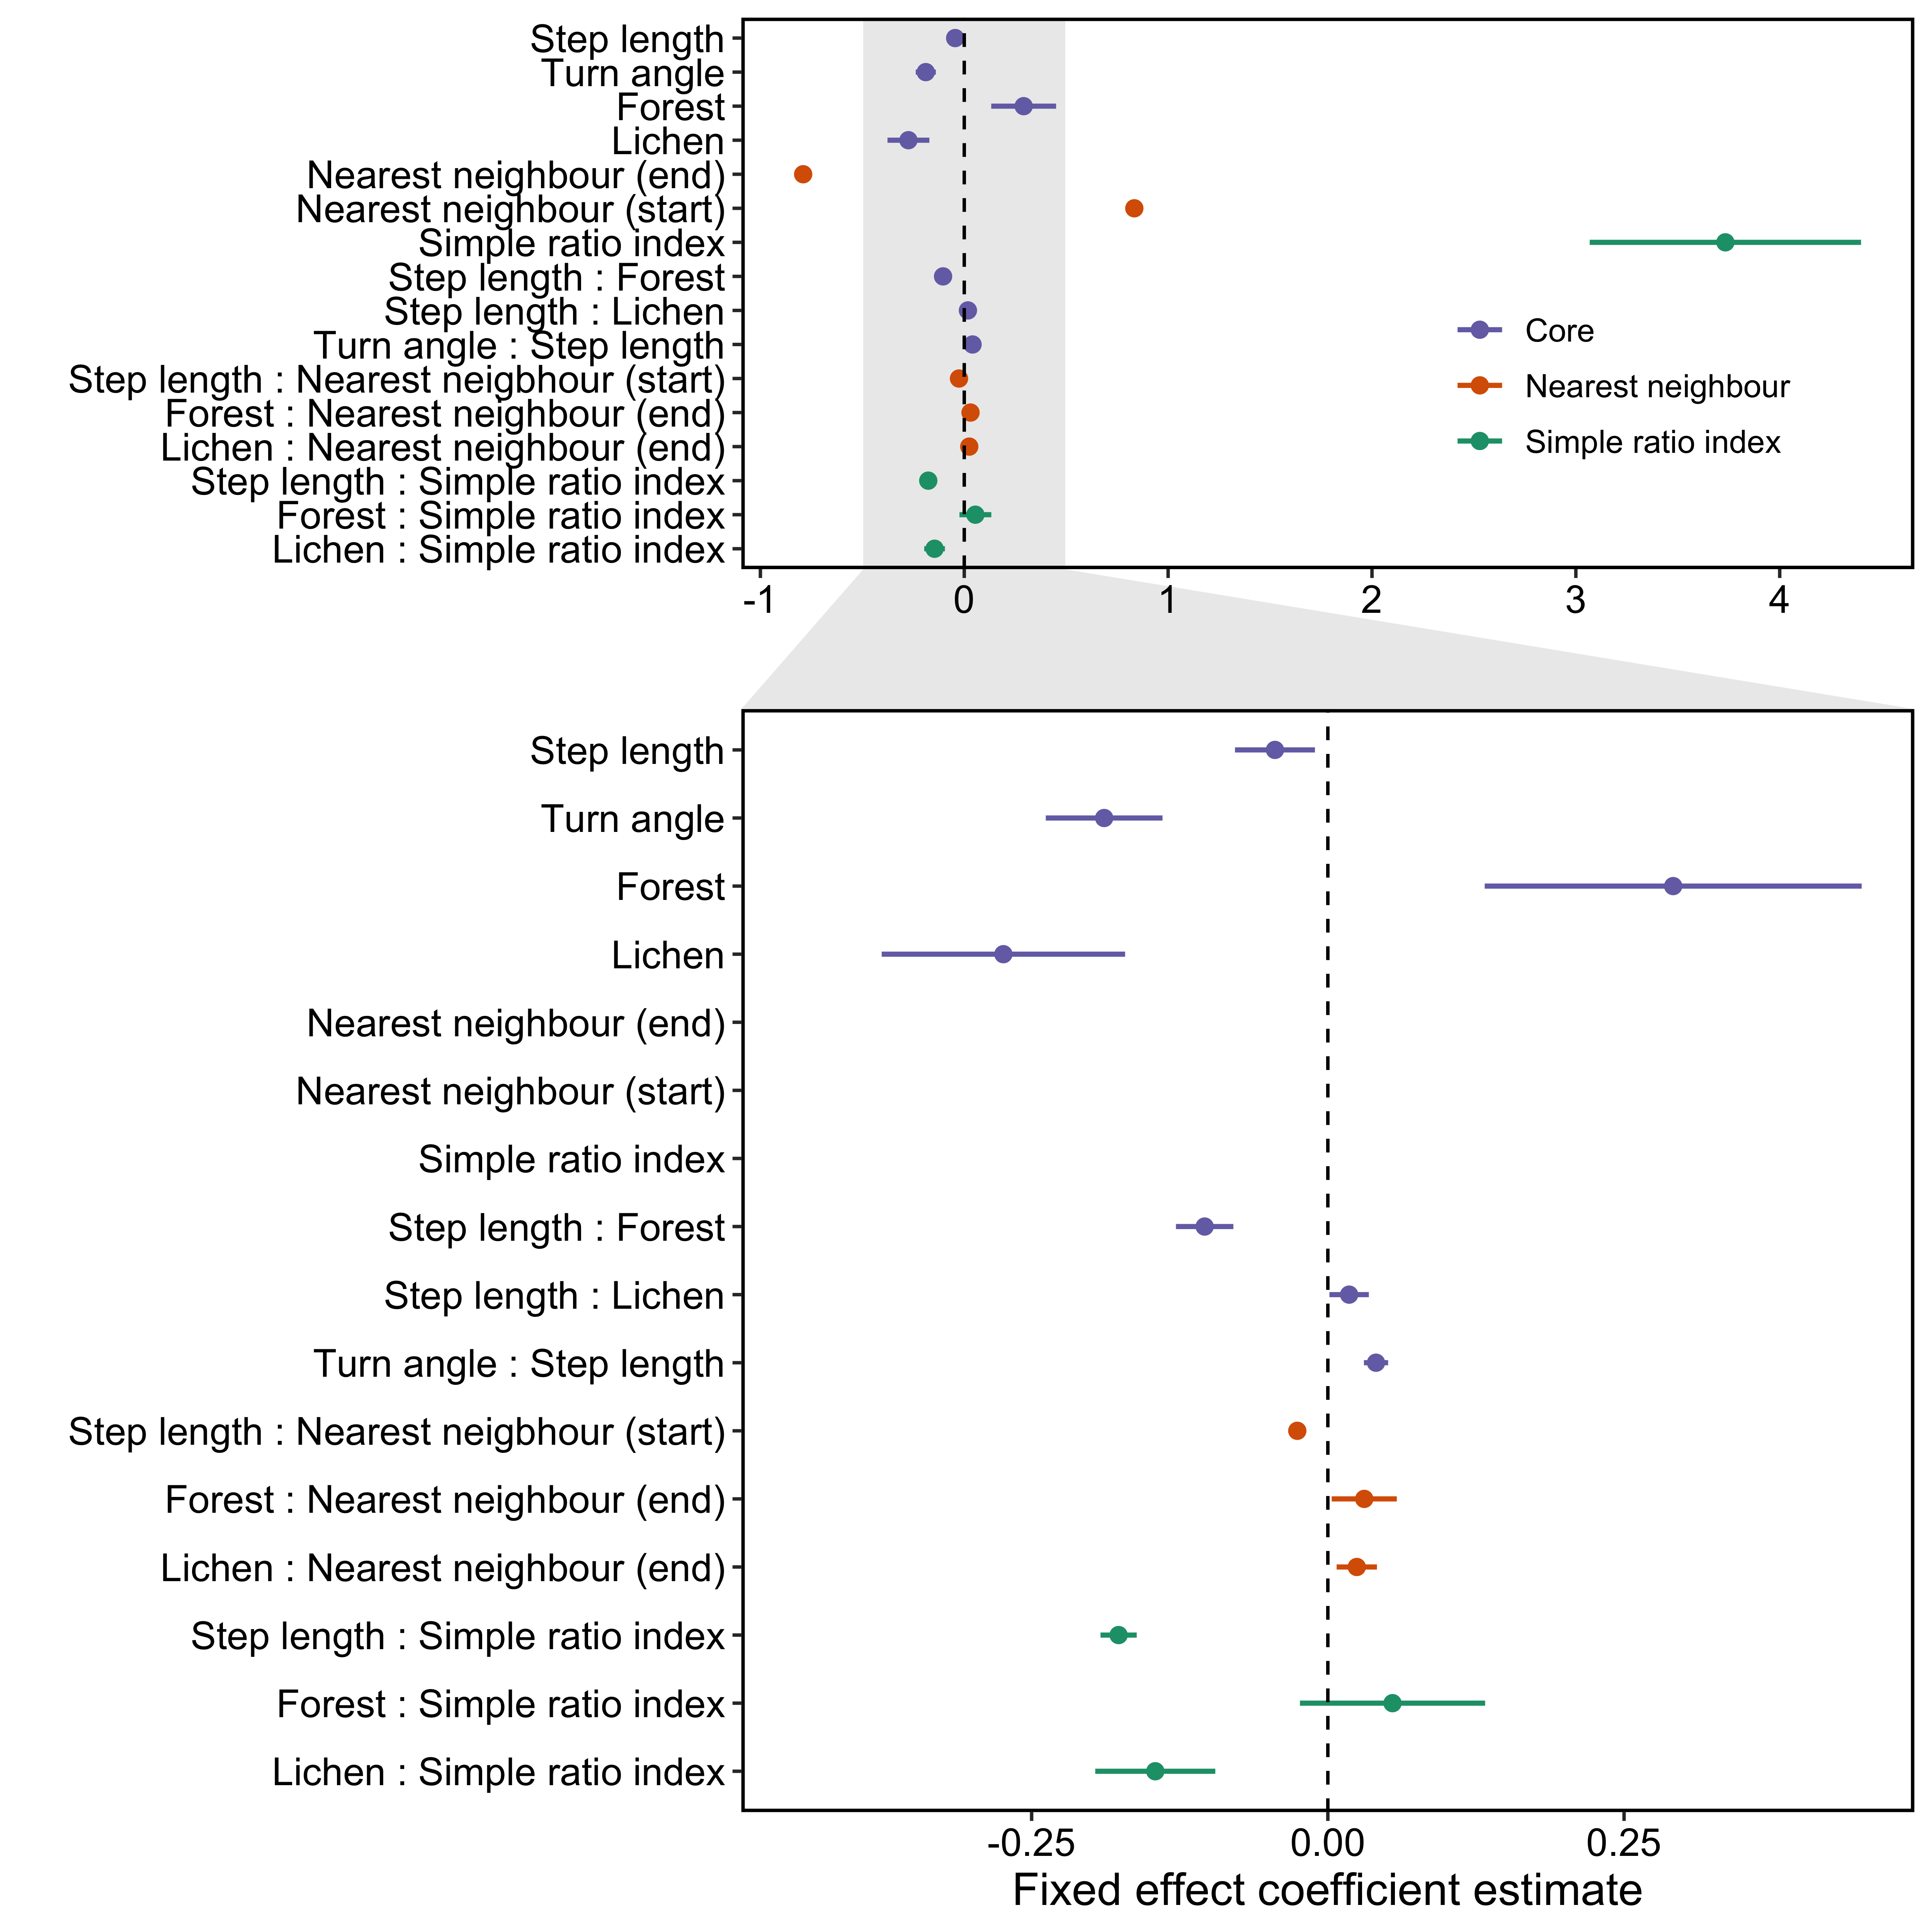 Step length
Turn angle
Forest
Lichen
Nearest neighbour (end)
Nearest neighbour (start)
Simple ratio index
Step length : Forest
Step length : Lichen
Turn angle : Step length
Step length : Nearest neigbhour (start)
Forest : Nearest neighbour (end)
Lichen : Nearest neighbour (end)
Step length : Simple ratio index
Forest : Simple ratio index
Lichen : Simple ratio index
Core
Nearest neighbour
Simple ratio index
-1 0 1 2 3 4
Step length
Turn angle
Forest
Lichen
Nearest neighbour (end)
Nearest neighbour (start)
Simple ratio index
Step length : Forest
Step length : Lichen
Turn angle : Step length
Step length : Nearest neigbhour (start)
Forest : Nearest neighbour (end)
Lichen : Nearest neighbour (end)
Step length : Simple ratio index
Forest : Simple ratio index
Lichen : Simple ratio index
-0.25 0.00 0.25
Fixed effect coefficient estimate